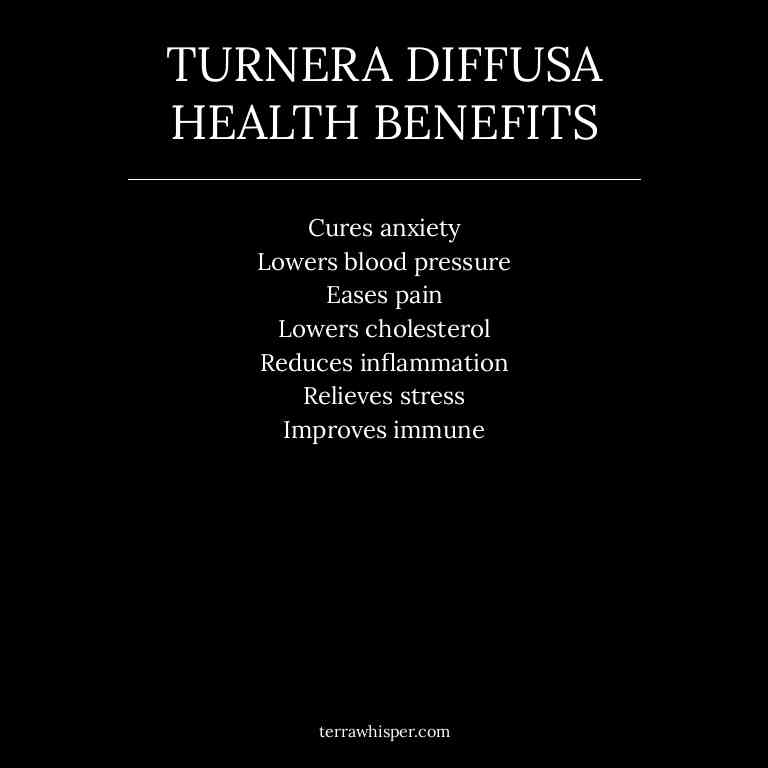 TURNERA DIFFUSA
HEALTH BENEFITS
Cures anxiety
Lowers blood pressure
Eases pain
Lowers cholesterol
Reduces inflammation
Relieves stress
Improves immune
terrawhisper.com